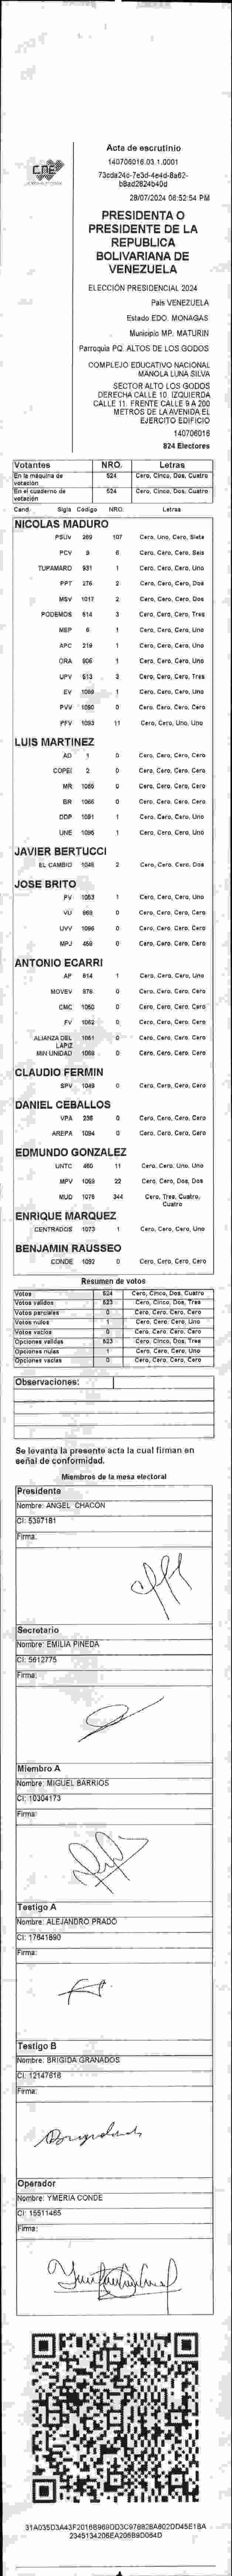 CNE
Acta de escrutinio
140706016.03.1.0001
28/07/2024 06:52:54 PM
PRESIDENTA O
PRESIDENTE DE LA
REPUBLICA
BOLIVARIANA DE
VENEZUELA
ELECCIÓN PRESIDENCIAL 2024
País VENEZUELA
Estado EDO. MONAGAS
Municipio MP. MATURIN
Parroquia PQ. ALTOS DE LOS GODOS
COMPLEJO EDUCATIVO NACIONAL
MANOLA LUNA SILVA
SECTOR ALTO LOS GODOS
DERECHA CALLE 10. IZQUIERDA
CALLE 11. FRENTE CALLE 9 A 200
METROS DE LA AVENIDA EL
EJERCITO EDIFICIO
140706016
824 Electores
Votantes NRO. Letras
En la máquina de votación 524 Cero, Cinco, Dos, Cuatro
En el cuaderno de votación 524 Cero, Cinco, Dos, Cuatro
Cand. Sigla Codigo NRO. Letras
NICOLAS MADURO
PSUV 269 107 Cero, Uno, Cero, Siete
PCV 6 Cero, Cero, Cero, Seis
TUPAMARO 931 1 Cero, Cero, Cero, Uno
PPT 276 2 Cero, Cero, Cero, Dos
MSV 1017 2 Cero, Cero, Cero, Dos
PODEMOS 614 3 Cero, Cero, Cero, Tres
MEP 6 1 Cero, Cero, Cero, Uno
APC 219 1 Cero, Cero, Cero, Uno
ORA 906 1 Cero, Cero, Cero, Uno
UPV 613 3 Cero, Cero, Cero, Tres
EV 1069 1 Cero, Cero, Cero, Uno
PVV 1090 0 Cero, Cero, Cero, Cero
PFV 1093 11 Cero, Cero, Uno, Uno
LUIS MARTINEZ
AD 1 0 Cero, Cero, Cero, Cero
COPEI 2 0 Cero, Cero, Cero, Cero
MR 0 Cero, Cero, Cero, Cero
BR 1066 0 Cero, Cero, Cero, Cero
DDP 1091 1 Cero, Cero, Cero, Uno
UNE 1095 1 Cero, Cero, Cero, Uno
JAVIER BERTUCCI
EL CAMBIO 1046 2 Cero, Cero, Cero, Dos
JOSE BRITO
PV 1063 1 Cero, Cero, Cero, Uno
VU 868 0 Cero, Cero, Cero, Cero
UVV 1096 0 Cero, Cero, Cero, Cero
MPJ 459 0 Cero, Cero, Cero, Cero
ANTONIO ECARRI
AP 814 1 Cero, Cero, Cero, Uno
MOVEV 878 0 Cero, Cero, Cero, Cero
CMC 1050 0 Cero, Cero, Cero, Cero
FV 1062 0 Cero, Cero, Cero, Cero
ALIANZA DEL LAPIZ 1061 0 Cero, Cero, Cero, Cero
MIN UNIDAD 1068 0 Cero, Cero, Cero, Cero
CLAUDIO FERMIN
SPV 1049 0 Cero, Cero, Cero, Cero
DANIEL CEBALLOS
VPA 236 0 Cero, Cero, Cero, Cero
AREPA 1094 0 Cero, Cero, Cero, Cero
EDMUNDO GONZALEZ
UNTC 460 11 Cero, Cero, Uno, Uno
MPV 1069 22 Cero, Cero, Dos, Dos
MUD 1075 344 Cero, Tres, Cuatro,
Cuatro
ENRIQUE MARQUEZ
CENTRADOS 1073 1 Cero, Cero, Cero, Uno
BENJAMIN RAUSSEO
CONDE 1092 0 Cero, Cero, Cero, Cero
Resumen de votos
Votos 524 Cero, Cinco, Dos, Cuatro
Votos validos 523 Cero, Cinco, Dos, Tres
Votos parciales 0 Cero, Cero, Cero, Cero
Votos nulos 1 Cero, Cero, Cero, Uno
Votos vacios 0 Cero, Cero, Cero, Cero
Opciones validas 523 Cero, Cinco, Dos, Tres
Opciones nulas 1 Cero, Cero, Cero, Uno
Opciones vacias 0 Cero, Cero, Cero, Cero
Observaciones:
Se levanta la presente acta la cual firman en
señal de conformidad.
Miembros de la mesa electoral
Presidente
Nombre: ANGEL CHACON
CI: 5397181
Firma:
Secretario
Nombre: EMILIA PINEDA
CI: 5612775
Firma:
Miembro A
Nombre: MIGUEL BARRIOS
CI: 10304173
Firma:
Testigo A
Nombre: ALEJANDRO PRADO
CI: 17641690
Firma:
Testigo B
Nombre: BRIGIDA GRANADOS
CI: 12147616
Firma:
Operador
Nombre: YMERIA CONDE
CI: 15511465
Firma: